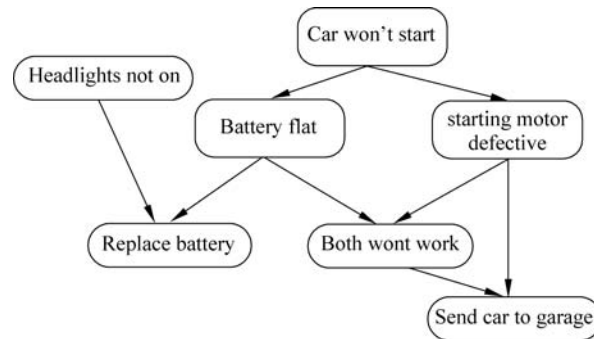 Car won't start
Headlights not on
Battery flat
starting motor
defective
Replace battery
Both wont work
Send car to garage